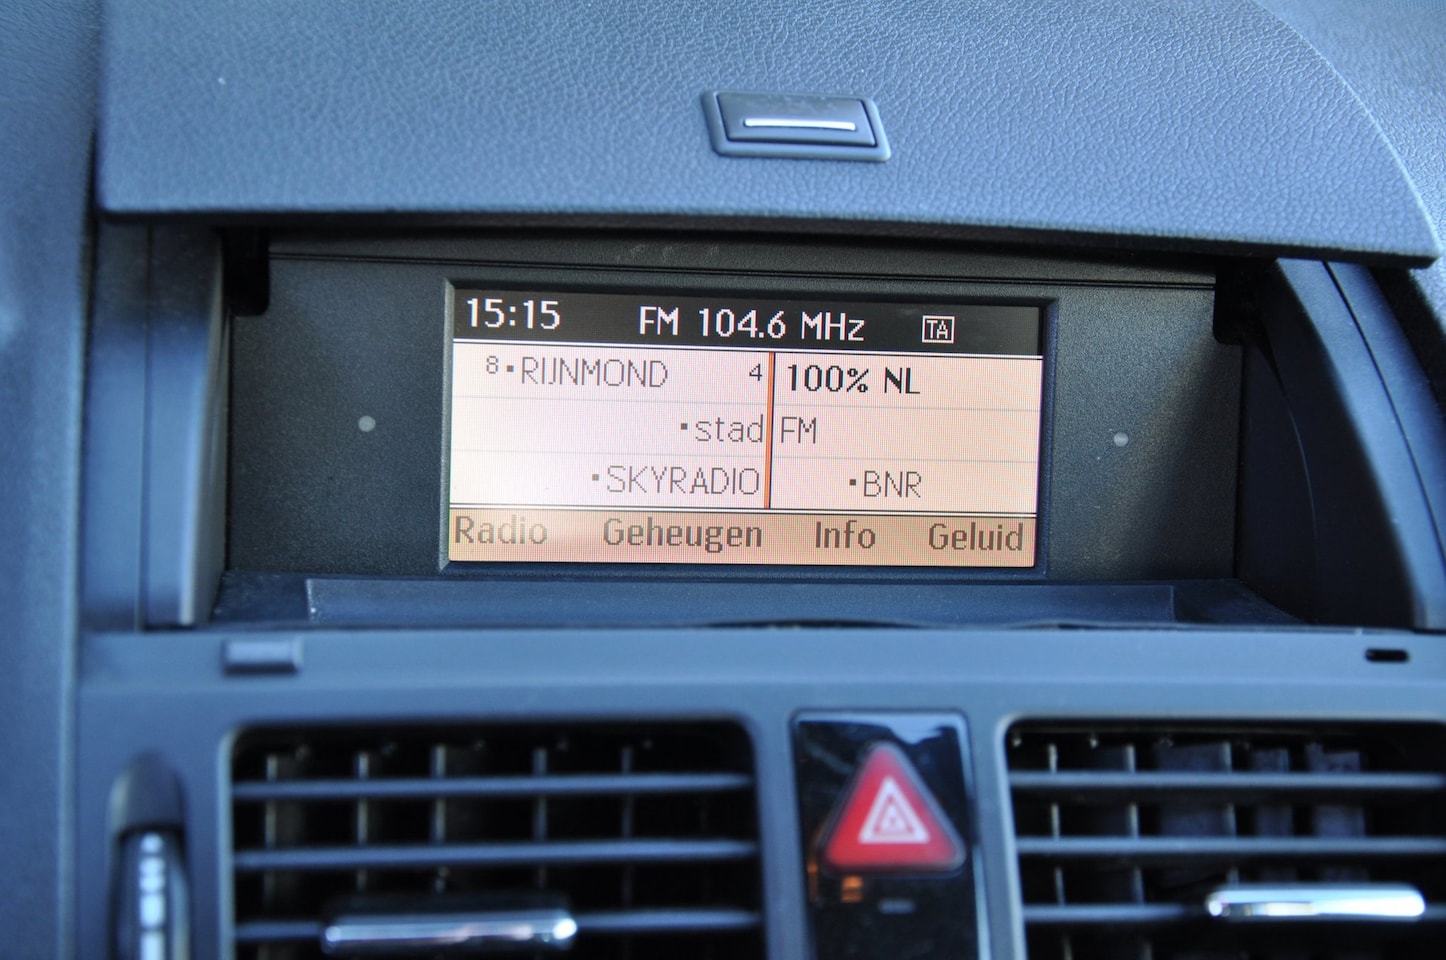 15:15 FM 104.6 MHz TA
8 ▪RIJNMOND 4 100% NL
▪stad FM
▪SKYRADIO ▪BNR
Radio Geheugen Info Geluid